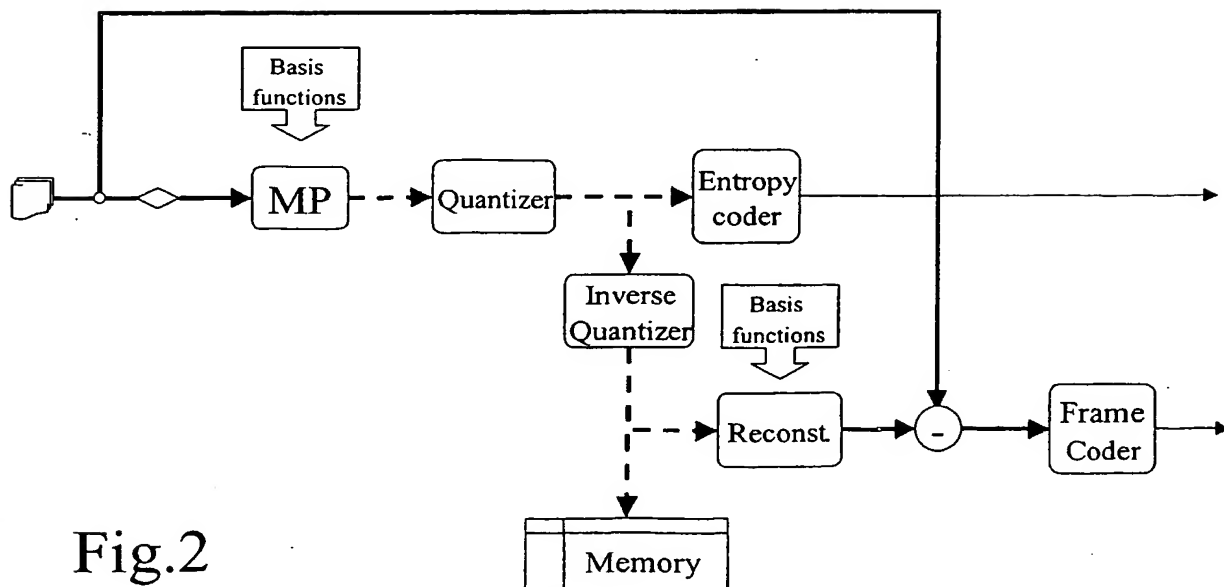 Basis
functions
MP
Quantizer
Entropy
coder
Inverse
Quantizer
Basis
functions
Reconst.
-
Frame
Coder
Memory
Fig.2